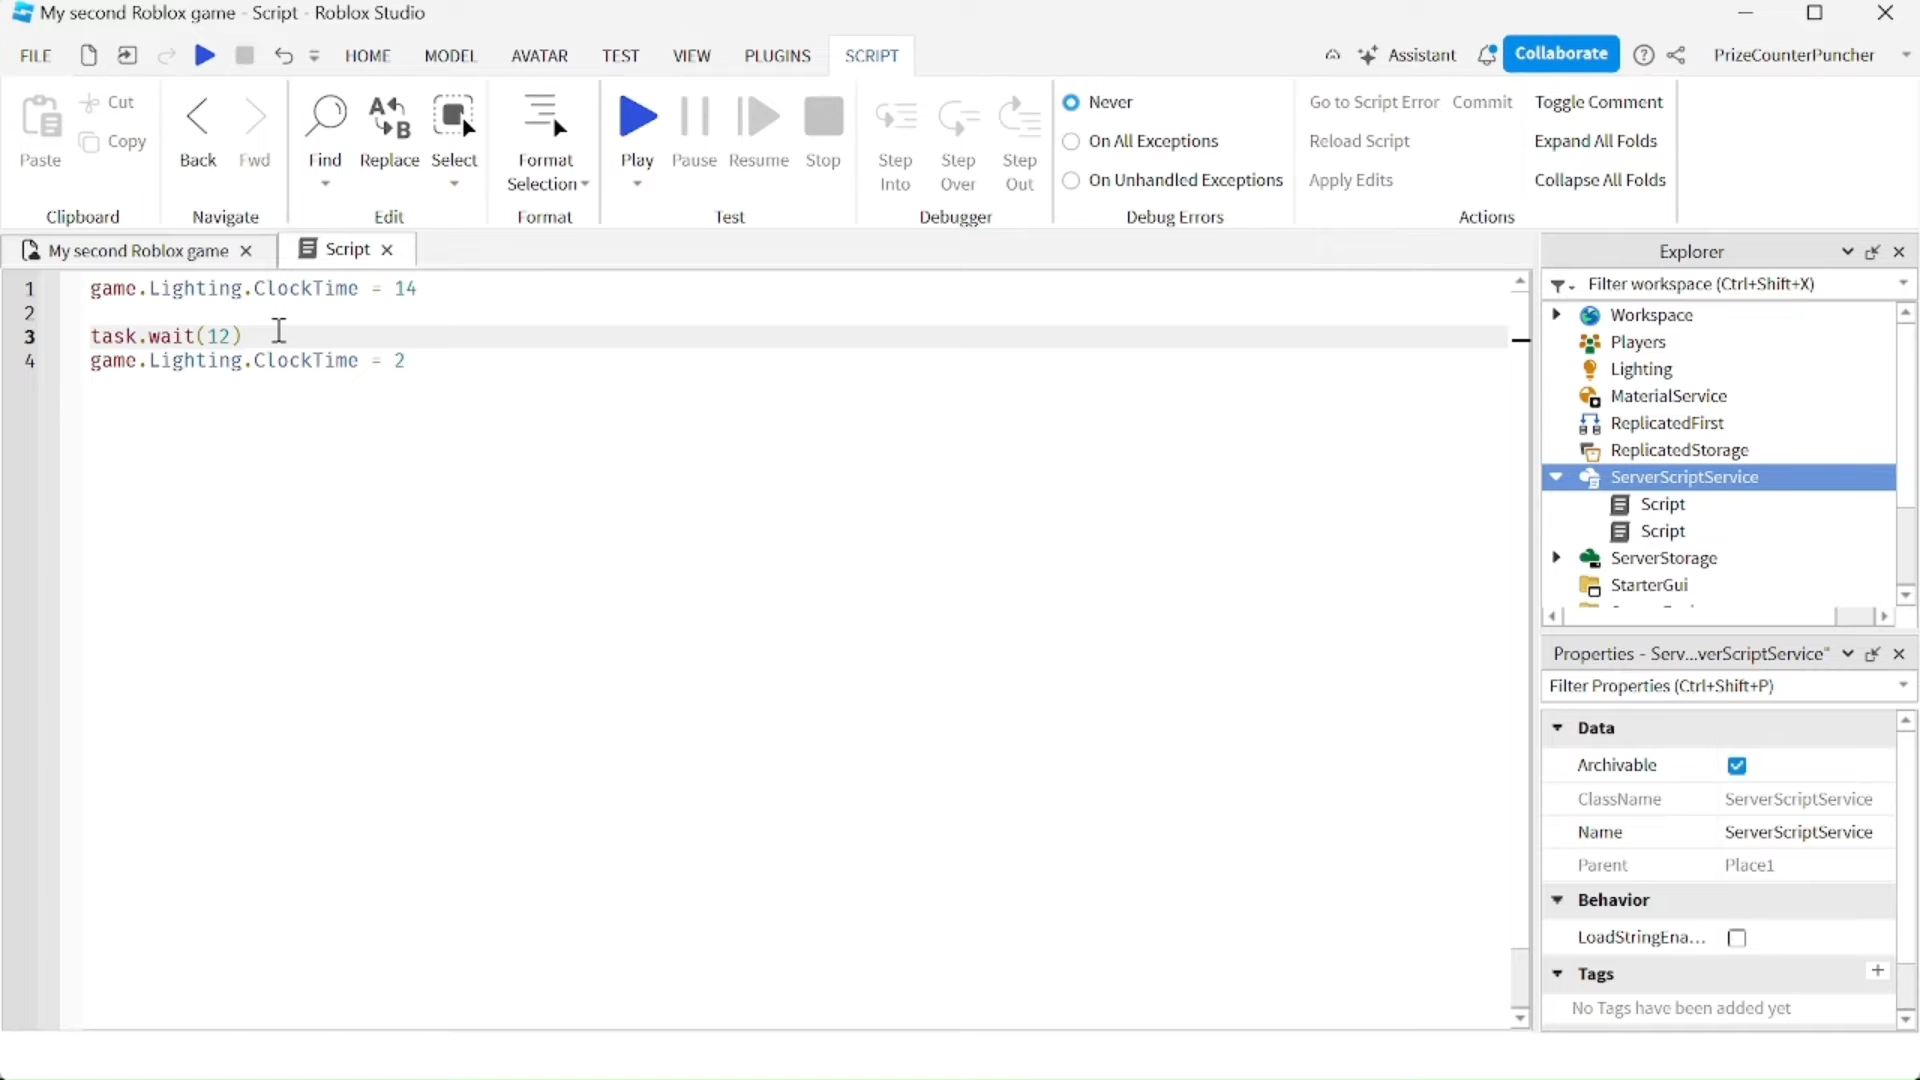 My second Roblox game - Script - Roblox Studio
FILE HOME MODEL AVATAR TEST VIEW PLUGINS SCRIPT Assistant Collaborate PrizeCounterPuncher
Paste Cut Copy
Clipboard
Back Fwd
Navigate
Find Replace Select
Edit
Format Selection
Format
Play Pause Resume Stop
Test
Step Into Step Over Step Out
Debugger
Never
On All Exceptions
On Unhandled Exceptions
Debug Errors
Go to Script Error Commit Toggle Comment
Reload Script Expand All Folds
Apply Edits Collapse All Folds
Actions
My second Roblox game Script
1 game.Lighting.ClockTime = 14
2
3 task.wait(12)
4 game.Lighting.ClockTime = 2
Explorer
Filter workspace (Ctrl+Shift+X)
Workspace
Players
Lighting
MaterialService
ReplicatedFirst
ReplicatedStorage
ServerScriptService
Script
Script
ServerStorage
StarterGui
Properties - Serv...verScriptService"
Filter Properties (Ctrl+Shift+P)
Data
Archivable
ClassName ServerScriptService
Name ServerScriptService
Parent Place1
Behavior
LoadStringEna...
Tags
No Tags have been added yet